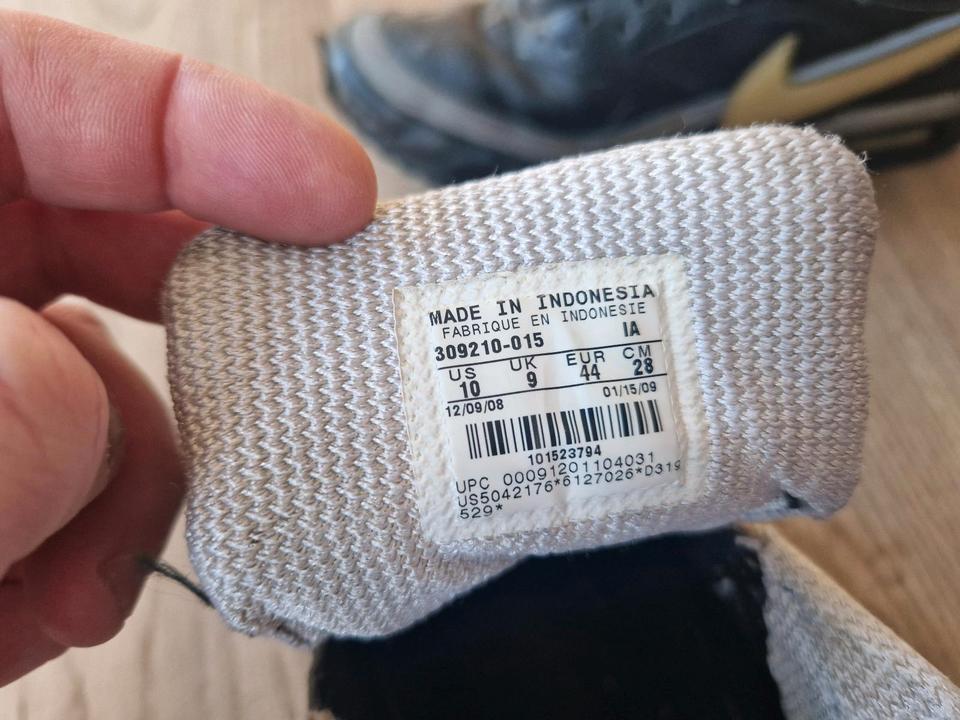 MADE IN INDONESIA
FABRIQUE EN INDONESIE
309210-015 IA
US UK EUR CM
10 9 44 28
12/09/08 01/15/09
101523794
UPC 00091201104031
US5042176*6127026*D319
529*